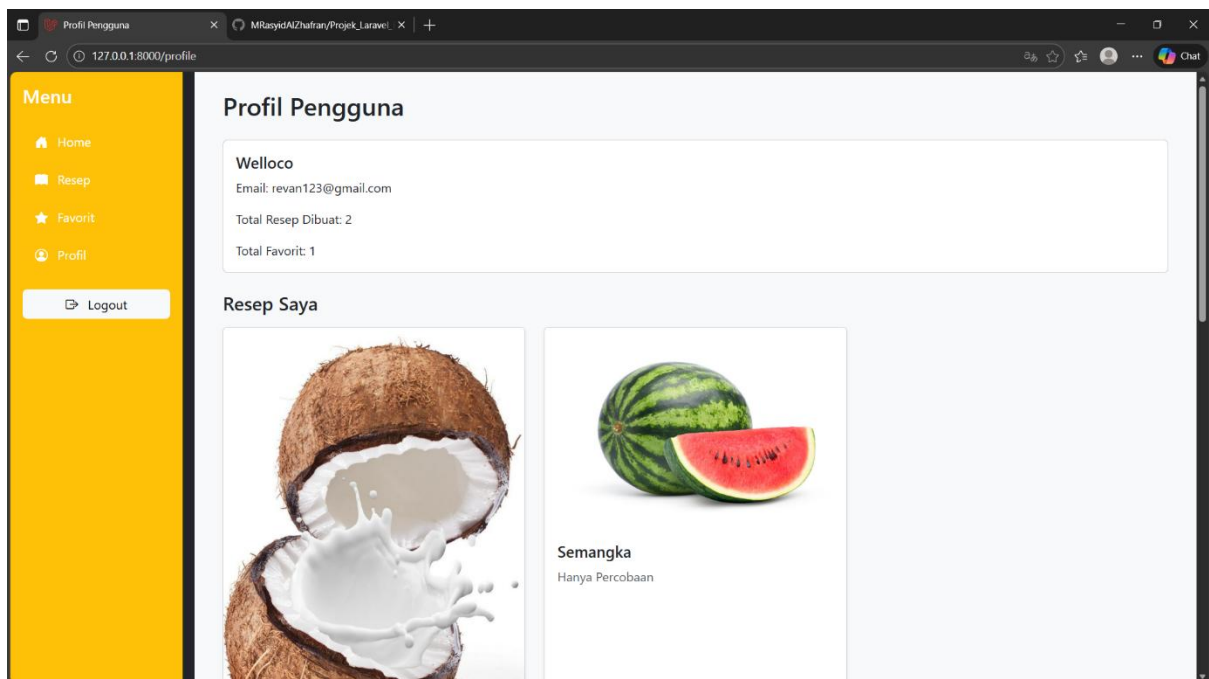 Profil Pengguna
MRasyidAlZhafran/Projek_Laravel_
127.0.0.1:8000/profile
Chat
Menu
Home
Resep
Favorit
Profil
Logout
Profil Pengguna
Welloco
Email: revan123@gmail.com
Total Resep Dibuat: 2
Total Favorit: 1
Resep Saya
Semangka
Hanya Percobaan